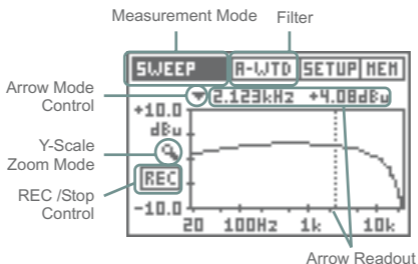 Measurement Mode Filter
SWEEP A-WTD SETUP MEM
Arrow Mode
Control
2.123kHz +4.08dBu
+10.0
dBu
Y-Scale
Zoom Mode
REC
REC /Stop
Control
-10.0
20 100Hz 1k 10k
Arrow Readout